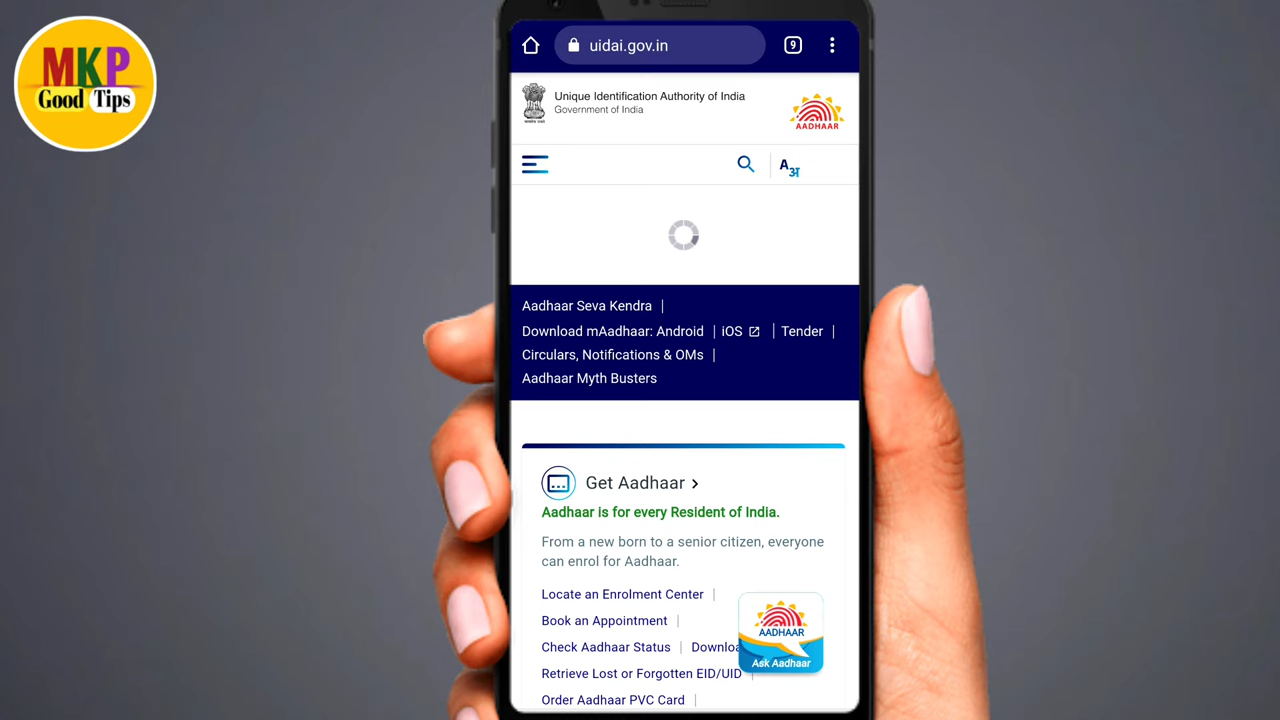 MKP
Good Tips
uidai.gov.in
9
Unique Identification Authority of India
Government of India
सत्यमेव जयते
AADHAAR
A अ
Aadhaar Seva Kendra |
Download mAadhaar: Android | iOS | Tender |
Circulars, Notifications & OMs |
Aadhaar Myth Busters
Get Aadhaar >
Aadhaar is for every Resident of India.
From a new born to a senior citizen, everyone
can enrol for Aadhaar.
Locate an Enrolment Center |
Book an Appointment |
Check Aadhaar Status | Downloa
Retrieve Lost or Forgotten EID/UID |
Order Aadhaar PVC Card |
AADHAAR
Ask Aadhaar